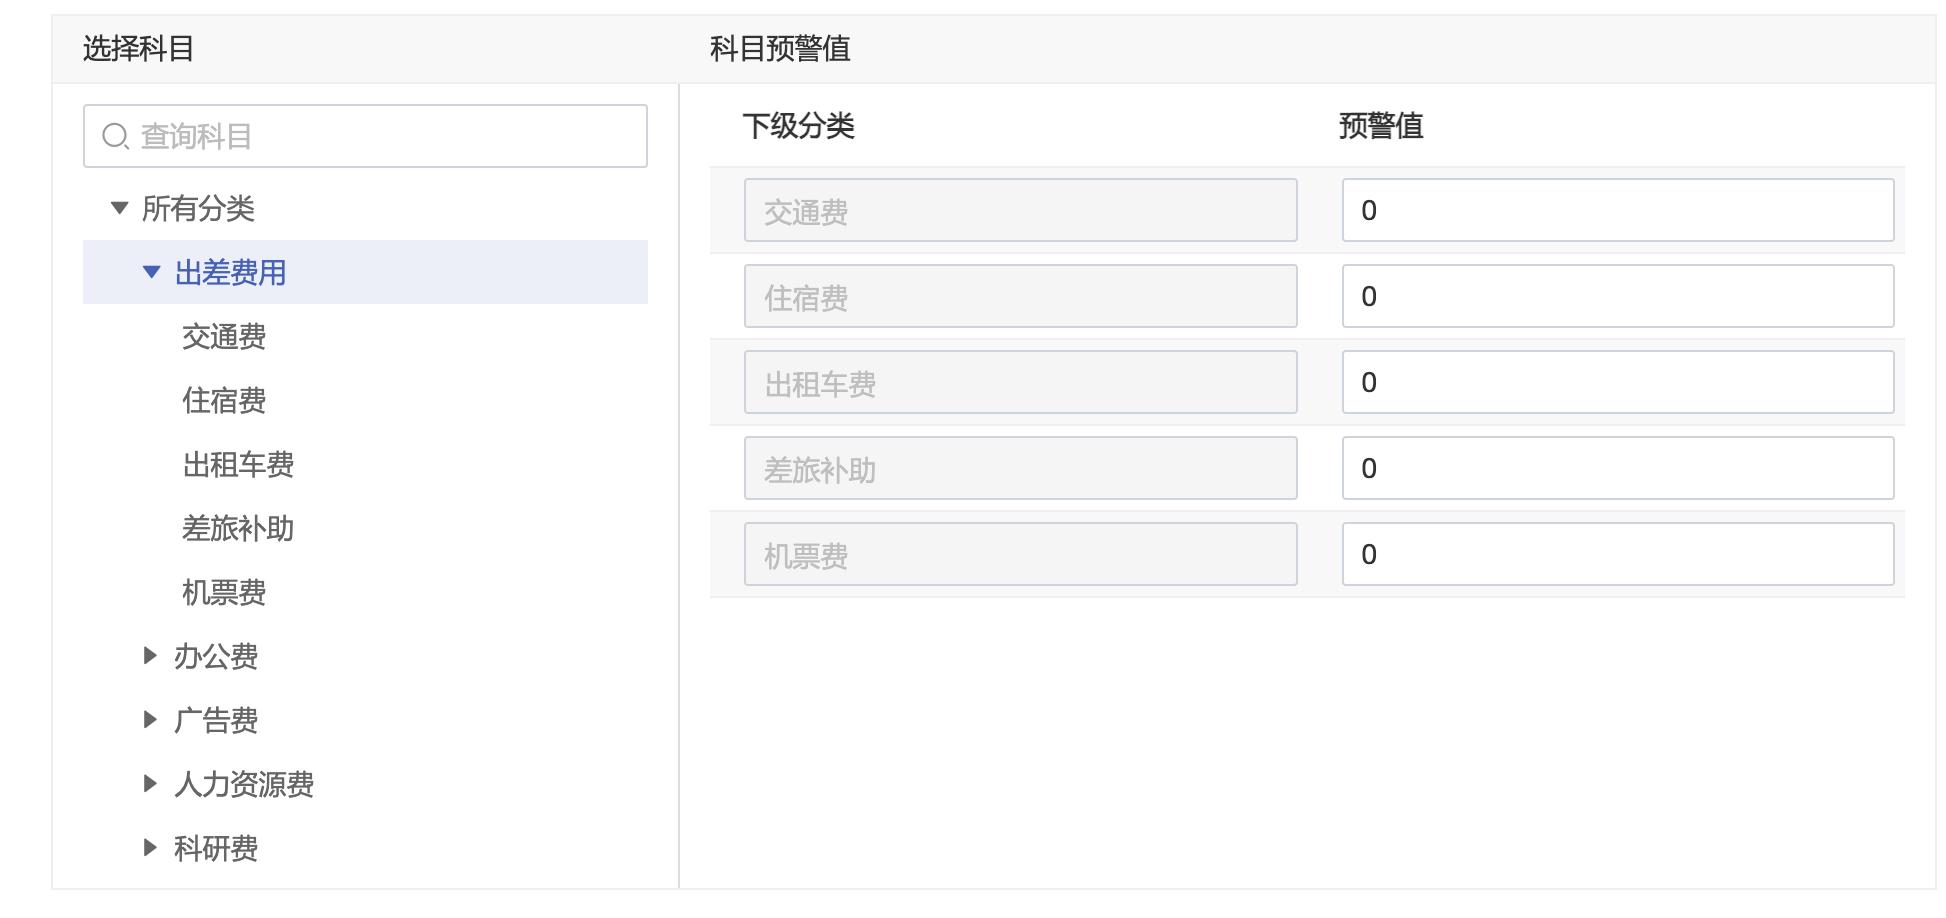 选择科目
科目预警值
查询科目
所有分类
出差费用
交通费
住宿费
出租车费
差旅补助
机票费
办公费
广告费
人力资源费
科研费
下级分类 预警值
交通费 0
住宿费 0
出租车费 0
差旅补助 0
机票费 0